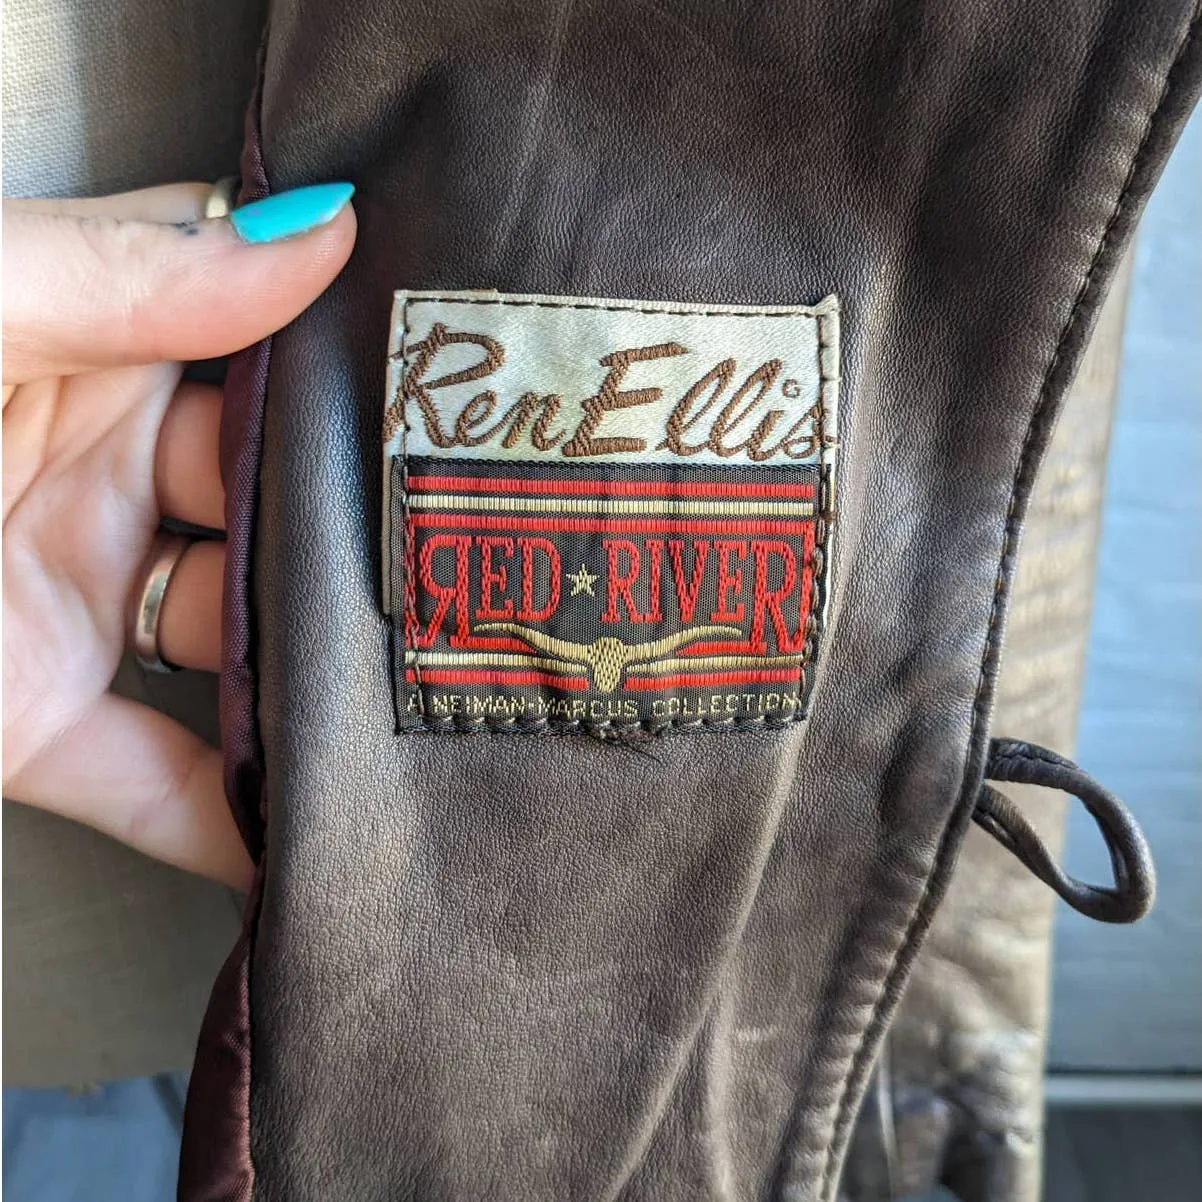 Ren Ellis
RED RIVER
A NEIMAN-MARCUS COLLECTION